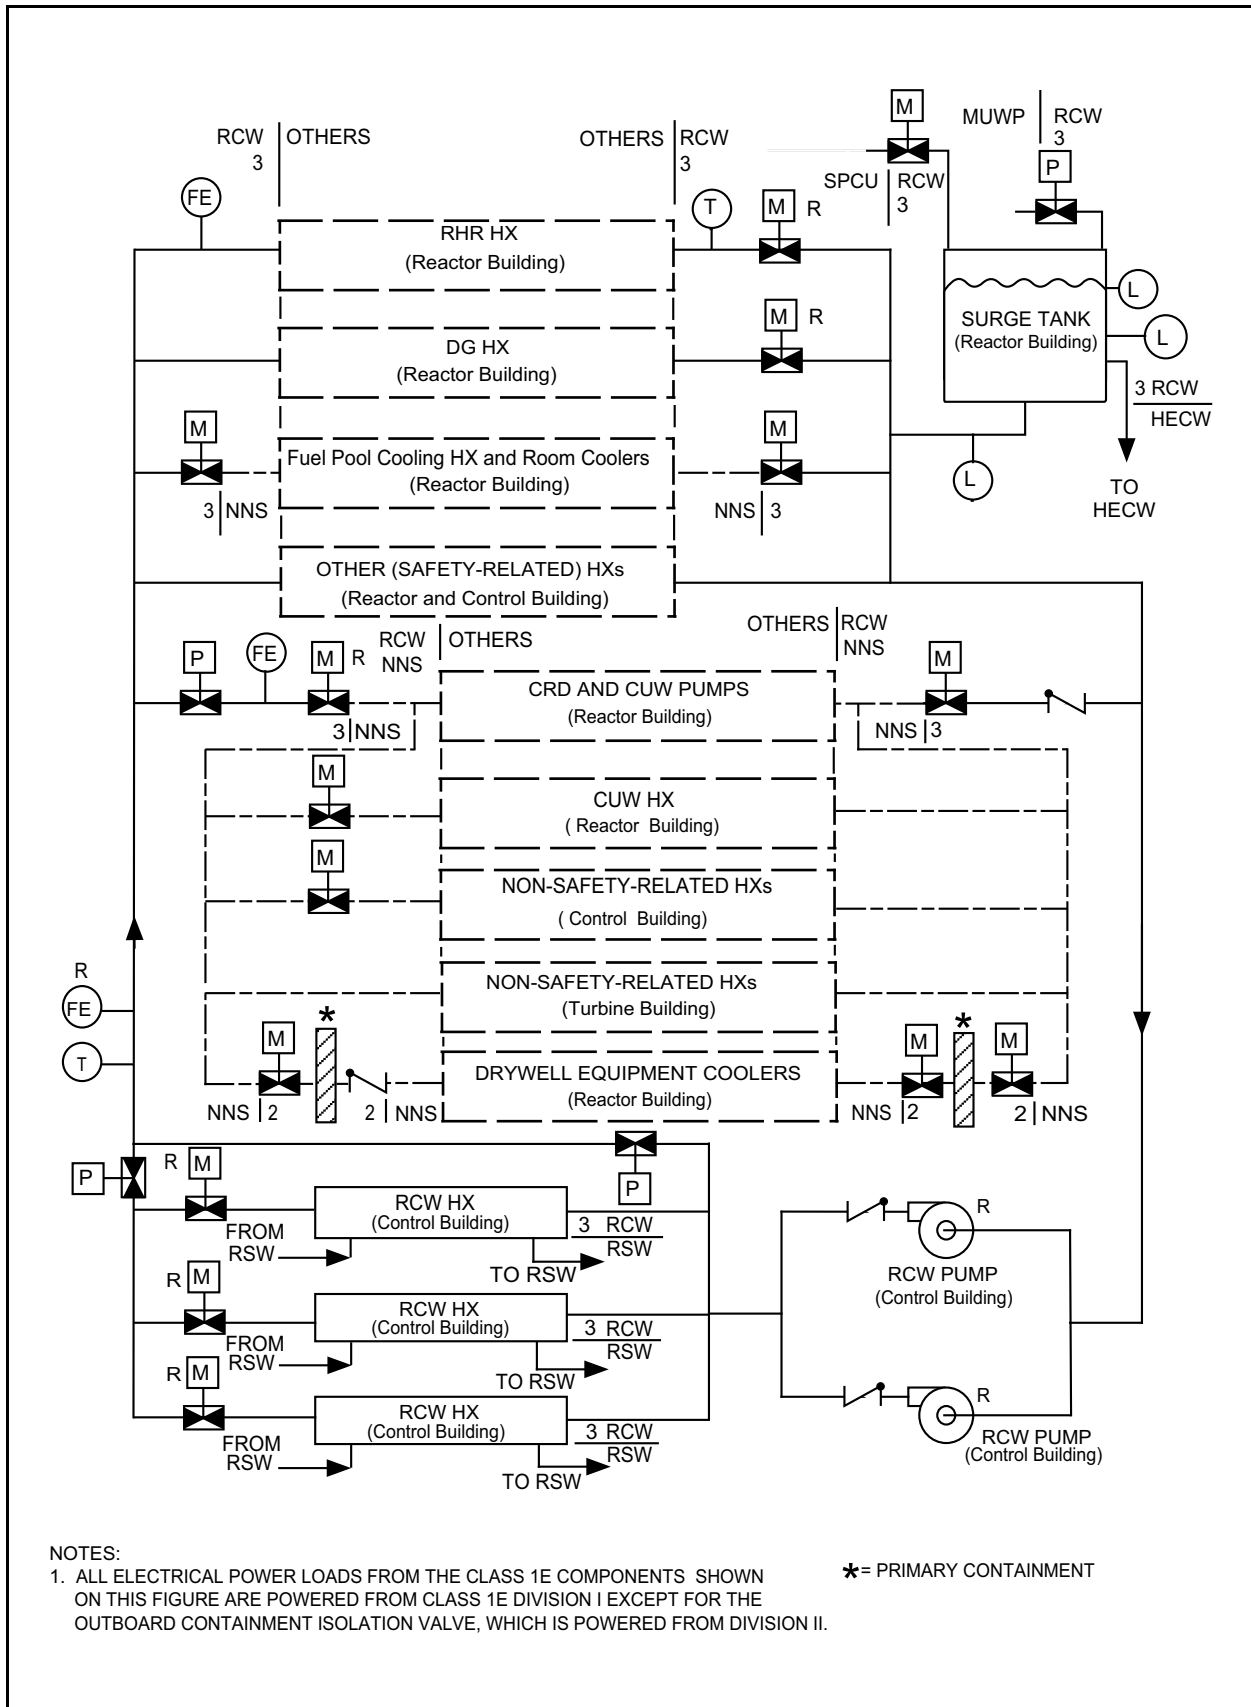 M
MUWP
RCW
3
RCW
3
OTHERS
OTHERS
RCW
3
P
SPCU
RCW
3
FE
T
M
R
RHR HX
(Reactor Building)
L
M
R
SURGE TANK
(Reactor Building)
L
DG HX
(Reactor Building)
3 RCW
HECW
M
M
Fuel Pool Cooling HX and Room Coolers
(Reactor Building)
L
TO
HECW
3
NNS
NNS
3
OTHER (SAFETY-RELATED) HXs
(Reactor and Control Building)
RCW
NNS
OTHERS
OTHERS
RCW
NNS
P
FE
M
R
M
CRD AND CUW PUMPS
(Reactor Building)
3
NNS
NNS
3
M
CUW HX
( Reactor Building)
M
NON-SAFETY-RELATED HXs
( Control Building)
R
FE
NON-SAFETY-RELATED HXs
(Turbine Building)
*
*
M
M
M
T
DRYWELL EQUIPMENT COOLERS
(Reactor Building)
NNS
2
2
NNS
NNS
2
2
NNS
P
R
M
P
RCW HX
(Control Building)
3 RCW
RSW
FROM
RSW
TO RSW
R
RCW PUMP
(Control Building)
R
M
RCW HX
(Control Building)
3 RCW
RSW
FROM
RSW
TO RSW
R
M
RCW HX
(Control Building)
3 RCW
RSW
FROM
RSW
TO RSW
R
RCW PUMP
(Control Building)
NOTES:
1. ALL ELECTRICAL POWER LOADS FROM THE CLASS 1E COMPONENTS SHOWN
ON THIS FIGURE ARE POWERED FROM CLASS 1E DIVISION I EXCEPT FOR THE
OUTBOARD CONTAINMENT ISOLATION VALVE, WHICH IS POWERED FROM DIVISION II.
*= PRIMARY CONTAINMENT